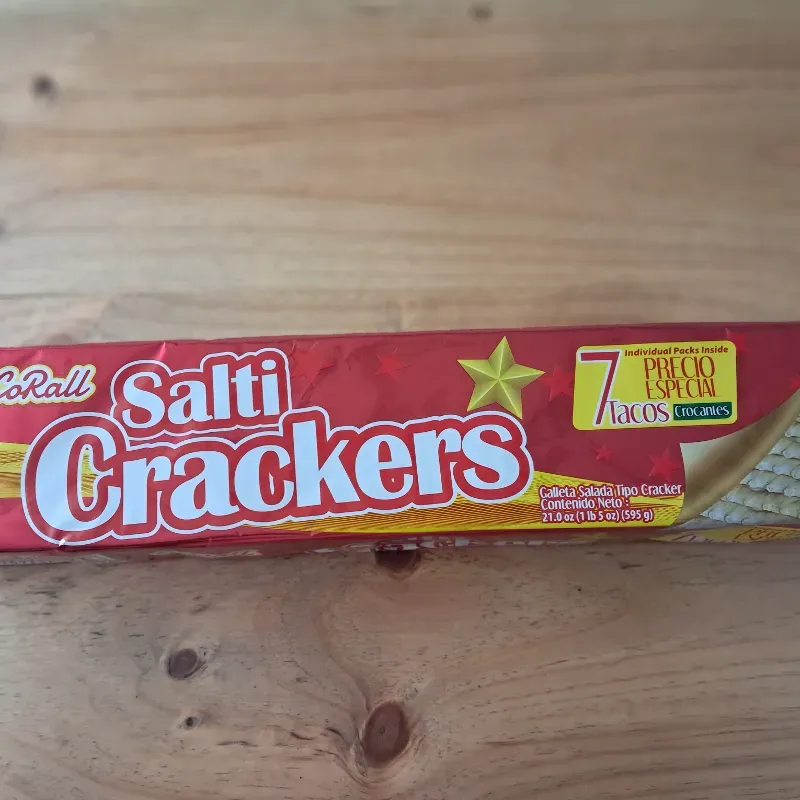 CoRall
Salti
Crackers
7
Individual Packs Inside
PRECIO
ESPECIAL
Tacos Crocantes
Galleta Salada Tipo Cracker
Contenido Neto :
21.0 oz (1 lb 5 oz) (595 g)